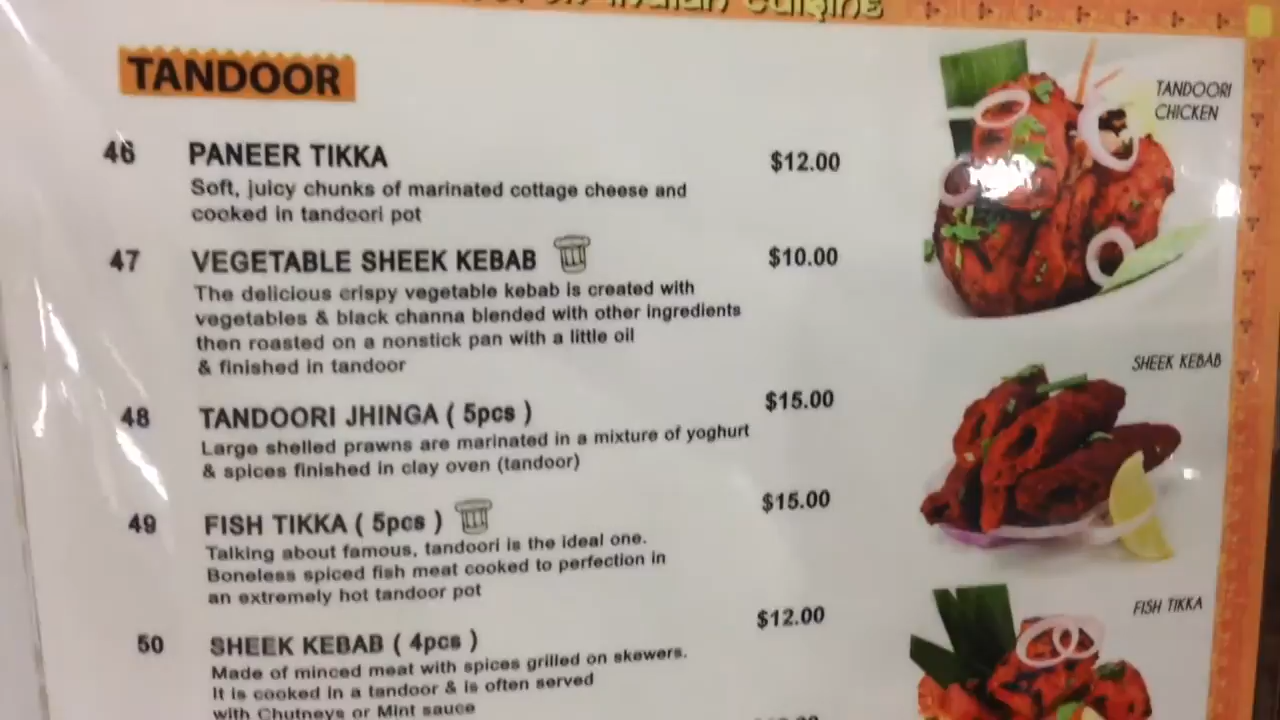 Indian cuisine
TANDOOR
TANDOORI
CHICKEN
46 PANEER TIKKA $12.00
Soft, juicy chunks of marinated cottage cheese and
cooked in tandoori pot
47 VEGETABLE SHEEK KEBAB $10.00
The delicious crispy vegetable kebab is created with
vegetables & black channa blended with other ingredients
then roasted on a nonstick pan with a little oil
& finished in tandoor
SHEEK KEBAB
48 TANDOORI JHINGA ( 5pcs ) $15.00
Large shelled prawns are marinated in a mixture of yoghurt
& spices finished in clay oven (tandoor)
49 FISH TIKKA ( 5pcs ) $15.00
Talking about famous, tandoori is the ideal one.
Boneless spiced fish meat cooked to perfection in
an extremely hot tandoor pot
FISH TIKKA
50 SHEEK KEBAB ( 4pcs ) $12.00
Made of minced meat with spices grilled on skewers.
It is cooked in a tandoor & is often served
with Chutneys or Mint sauce